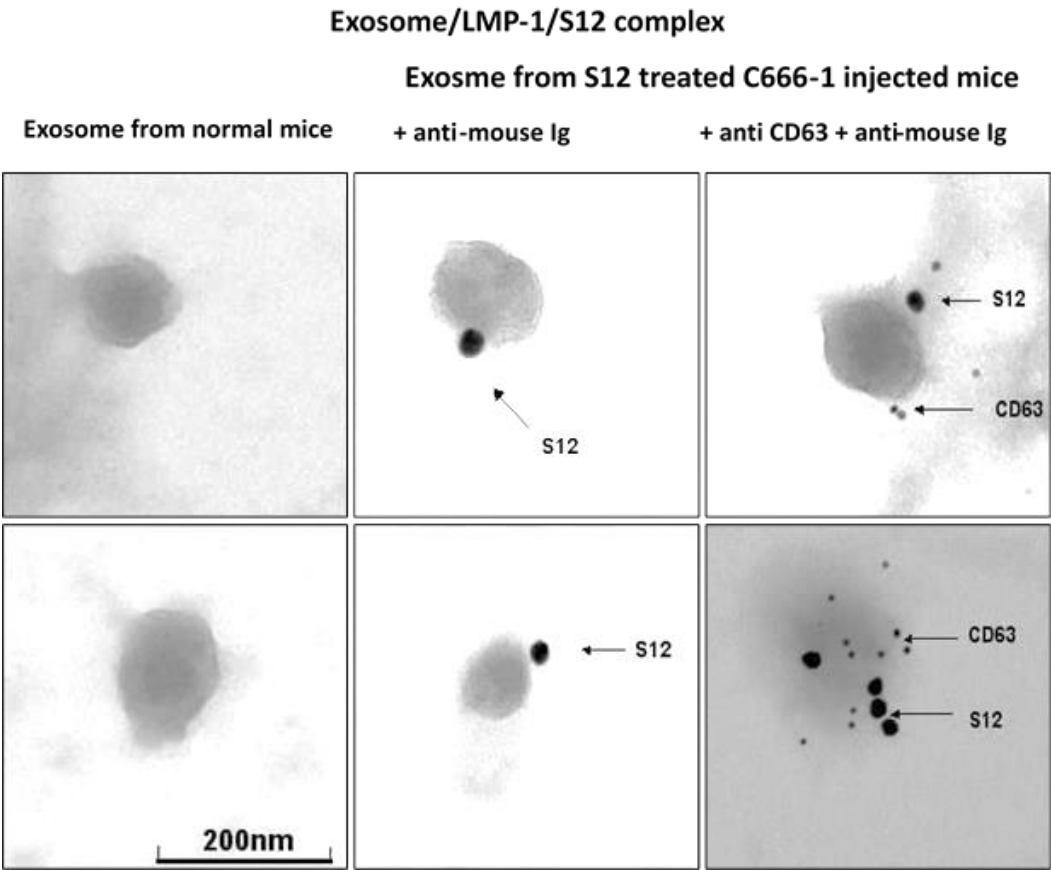 Exosome/LMP-1/S12 complex
Exosme from S12 treated C666-1 injected mice
Exosome from normal mice
+ anti-mouse Ig
+ anti CD63 + anti-mouse Ig
S12
S12
CD63
200nm
S12
CD63
S12